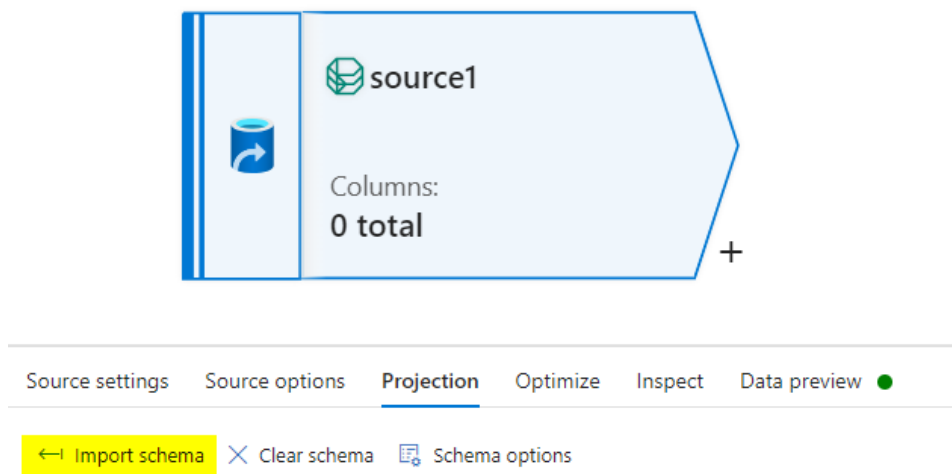 source1
Columns:
0 total
+
Source settings Source options Projection Optimize Inspect Data preview
Import schema Clear schema Schema options